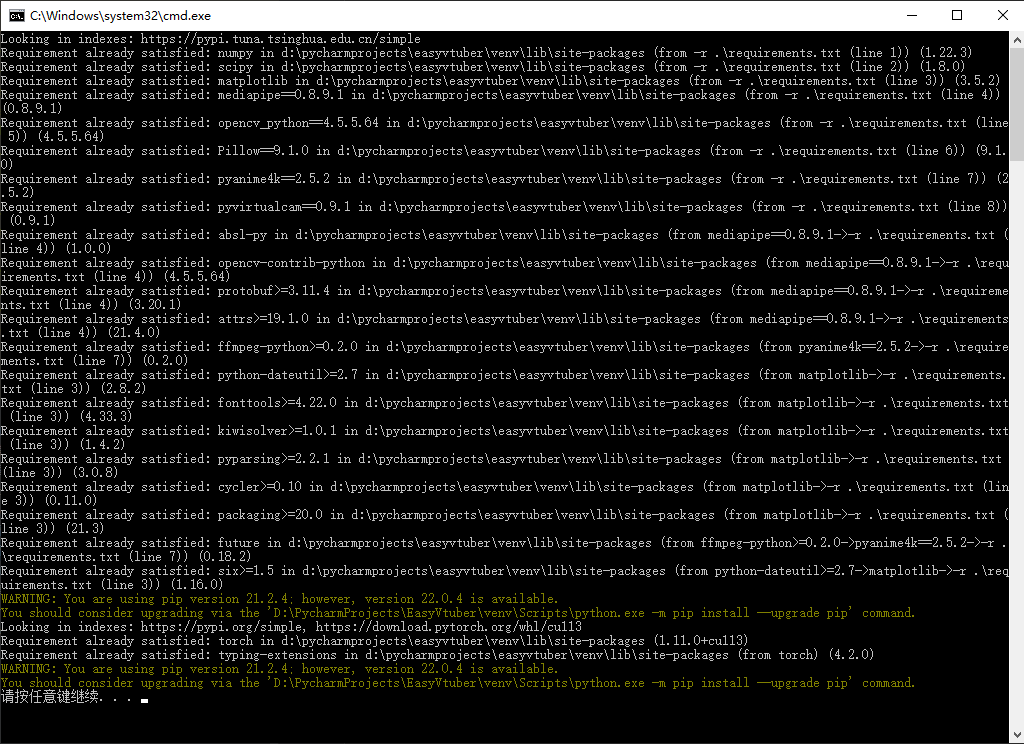 C:\Windows\system32\cmd.exe
Looking in indexes: https://pypi.tuna.tsinghua.edu.cn/simple
Requirement already satisfied: numpy in d:\pycharmprojects\easyvtuber\venv\lib\site-packages (from -r .\requirements.txt (line 1)) (1.22.3)
Requirement already satisfied: scipy in d:\pycharmprojects\easyvtuber\venv\lib\site-packages (from -r .\requirements.txt (line 2)) (1.8.0)
Requirement already satisfied: matplotlib in d:\pycharmprojects\easyvtuber\venv\lib\site-packages (from -r .\requirements.txt (line 3)) (3.5.2)
Requirement already satisfied: mediapipe==0.8.9.1 in d:\pycharmprojects\easyvtuber\venv\lib\site-packages (from -r .\requirements.txt (line 4))
(0.8.9.1)
Requirement already satisfied: opencv_python==4.5.5.64 in d:\pycharmprojects\easyvtuber\venv\lib\site-packages (from -r .\requirements.txt (line
5)) (4.5.5.64)
Requirement already satisfied: Pillow==9.1.0 in d:\pycharmprojects\easyvtuber\venv\lib\site-packages (from -r .\requirements.txt (line 6)) (9.1.
0)
Requirement already satisfied: pyanime4k==2.5.2 in d:\pycharmprojects\easyvtuber\venv\lib\site-packages (from -r .\requirements.txt (line 7)) (2
.5.2)
Requirement already satisfied: pyvirtualcam==0.9.1 in d:\pycharmprojects\easyvtuber\venv\lib\site-packages (from -r .\requirements.txt (line 8))
(0.9.1)
Requirement already satisfied: absl-py in d:\pycharmprojects\easyvtuber\venv\lib\site-packages (from mediapipe==0.8.9.1->-r .\requirements.txt (
line 4)) (1.0.0)
Requirement already satisfied: opencv-contrib-python in d:\pycharmprojects\easyvtuber\venv\lib\site-packages (from mediapipe==0.8.9.1->-r .\requ
irements.txt (line 4)) (4.5.5.64)
Requirement already satisfied: protobuf>=3.11.4 in d:\pycharmprojects\easyvtuber\venv\lib\site-packages (from mediapipe==0.8.9.1->-r .\requireme
nts.txt (line 4)) (3.20.1)
Requirement already satisfied: attrs>=19.1.0 in d:\pycharmprojects\easyvtuber\venv\lib\site-packages (from mediapipe==0.8.9.1->-r .\requirements
.txt (line 4)) (21.4.0)
Requirement already satisfied: ffmpeg-python>=0.2.0 in d:\pycharmprojects\easyvtuber\venv\lib\site-packages (from pyanime4k==2.5.2->-r .\require
ments.txt (line 7)) (0.2.0)
Requirement already satisfied: python-dateutil>=2.7 in d:\pycharmprojects\easyvtuber\venv\lib\site-packages (from matplotlib->-r .\requirements.
txt (line 3)) (2.8.2)
Requirement already satisfied: fonttools>=4.22.0 in d:\pycharmprojects\easyvtuber\venv\lib\site-packages (from matplotlib->-r .\requirements.txt
(line 3)) (4.33.3)
Requirement already satisfied: kiwisolver>=1.0.1 in d:\pycharmprojects\easyvtuber\venv\lib\site-packages (from matplotlib->-r .\requirements.txt
(line 3)) (1.4.2)
Requirement already satisfied: pyparsing>=2.2.1 in d:\pycharmprojects\easyvtuber\venv\lib\site-packages (from matplotlib->-r .\requirements.txt
(line 3)) (3.0.8)
Requirement already satisfied: cycler>=0.10 in d:\pycharmprojects\easyvtuber\venv\lib\site-packages (from matplotlib->-r .\requirements.txt (lin
e 3)) (0.11.0)
Requirement already satisfied: packaging>=20.0 in d:\pycharmprojects\easyvtuber\venv\lib\site-packages (from matplotlib->-r .\requirements.txt (
line 3)) (21.3)
Requirement already satisfied: future in d:\pycharmprojects\easyvtuber\venv\lib\site-packages (from ffmpeg-python>=0.2.0->pyanime4k==2.5.2->-r .
\requirements.txt (line 7)) (0.18.2)
Requirement already satisfied: six>=1.5 in d:\pycharmprojects\easyvtuber\venv\lib\site-packages (from python-dateutil>=2.7->matplotlib->-r .\req
uirements.txt (line 3)) (1.16.0)
WARNING: You are using pip version 21.2.4; however, version 22.0.4 is available.
You should consider upgrading via the 'D:\PycharmProjects\EasyVtuber\venv\Scripts\python.exe -m pip install --upgrade pip' command.
Looking in indexes: https://pypi.org/simple, https://download.pytorch.org/whl/cu113
Requirement already satisfied: torch in d:\pycharmprojects\easyvtuber\venv\lib\site-packages (1.11.0+cu113)
Requirement already satisfied: typing-extensions in d:\pycharmprojects\easyvtuber\venv\lib\site-packages (from torch) (4.2.0)
WARNING: You are using pip version 21.2.4; however, version 22.0.4 is available.
You should consider upgrading via the 'D:\PycharmProjects\EasyVtuber\venv\Scripts\python.exe -m pip install --upgrade pip' command.
请按任意键继续. . .